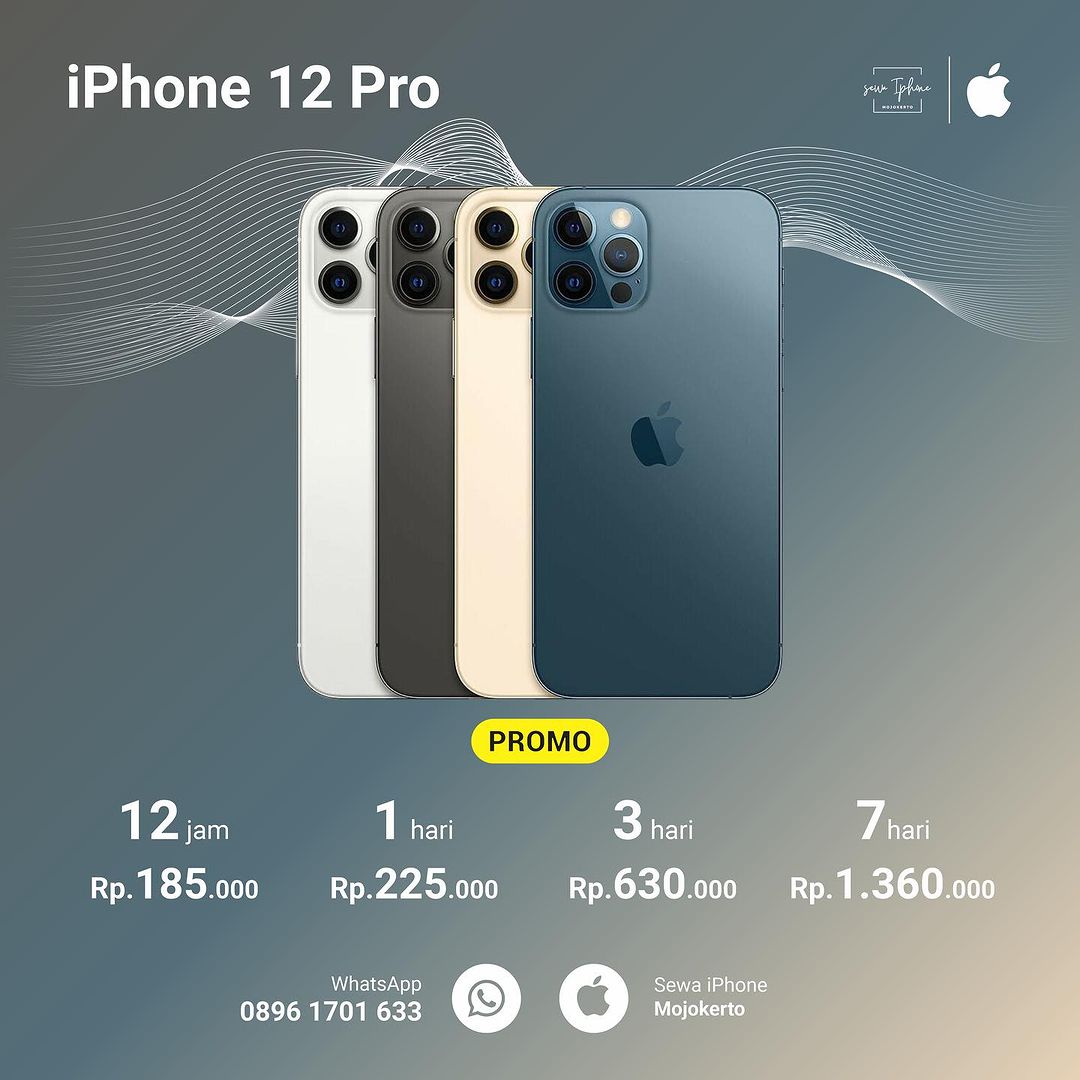 iPhone 12 Pro
sewa Iphone
MOJOKERTO
PROMO
12 jam
Rp.185.000
1 hari
Rp.225.000
3 hari
Rp.630.000
7 hari
Rp.1.360.000
WhatsApp
0896 1701 633
Sewa iPhone
Mojokerto